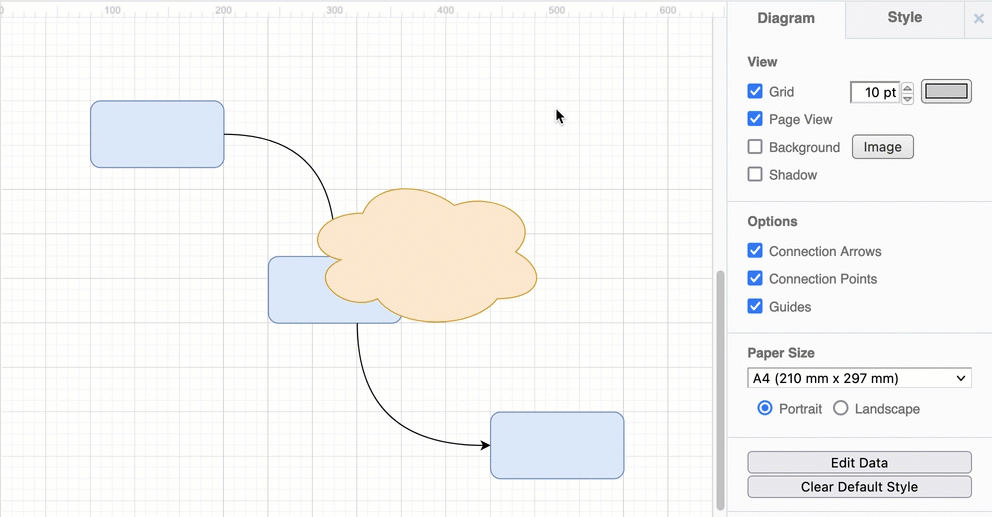 0 100 200 300 400 500 600
Diagram Style ×
View
Grid 10 pt
Page View
Background Image
Shadow
Options
Connection Arrows
Connection Points
Guides
Paper Size
A4 (210 mm x 297 mm)
Portrait Landscape
Edit Data
Clear Default Style